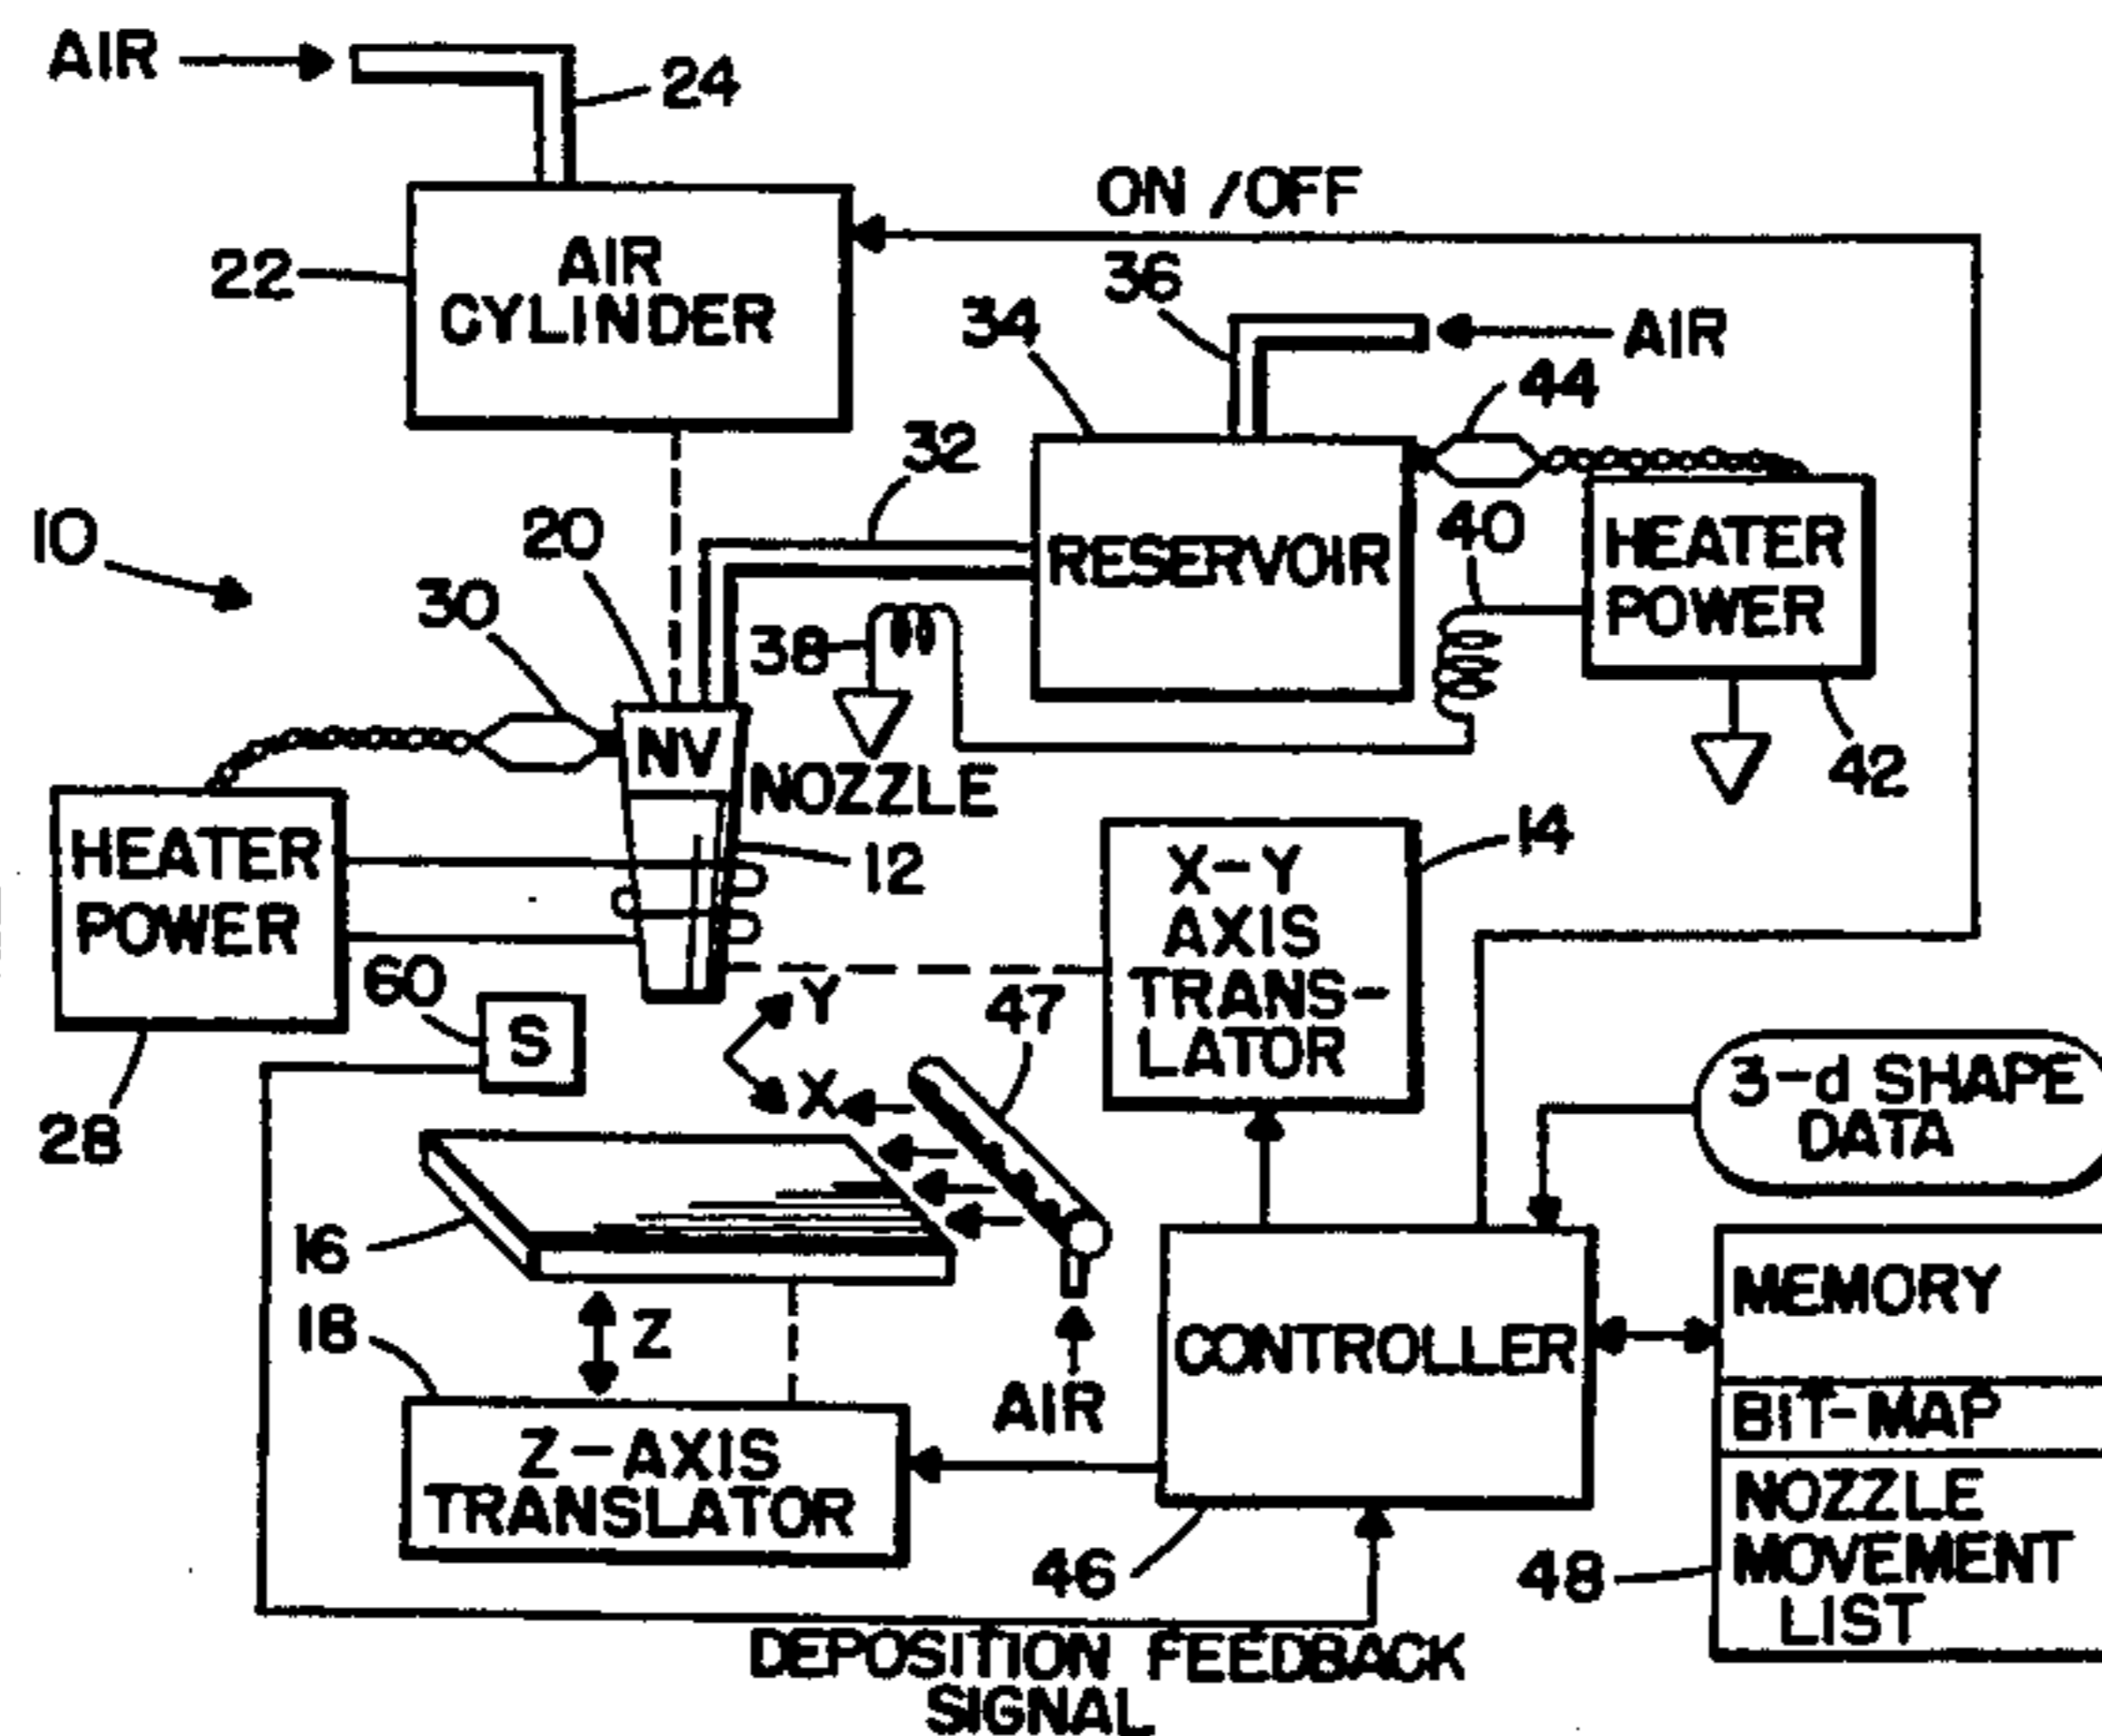 AIR
24
ON /OFF
22
AIR
CYLINDER
36
34
AIR
44
32
10
20
RESERVOIR
40
HEATER
POWER
30
38
NV
NOZZLE
42
HEATER
POWER
12
14
X-Y
AXIS
TRANS-
LATOR
60
S
Y
47
X
28
3-d SHAPE
DATA
16
18
Z
MEMORY
CONTROLLER
AIR
BIT-MAP
Z-AXIS
TRANSLATOR
NOZZLE
MOVEMENT
LIST
46
48
DEPOSITION FEEDBACK
SIGNAL